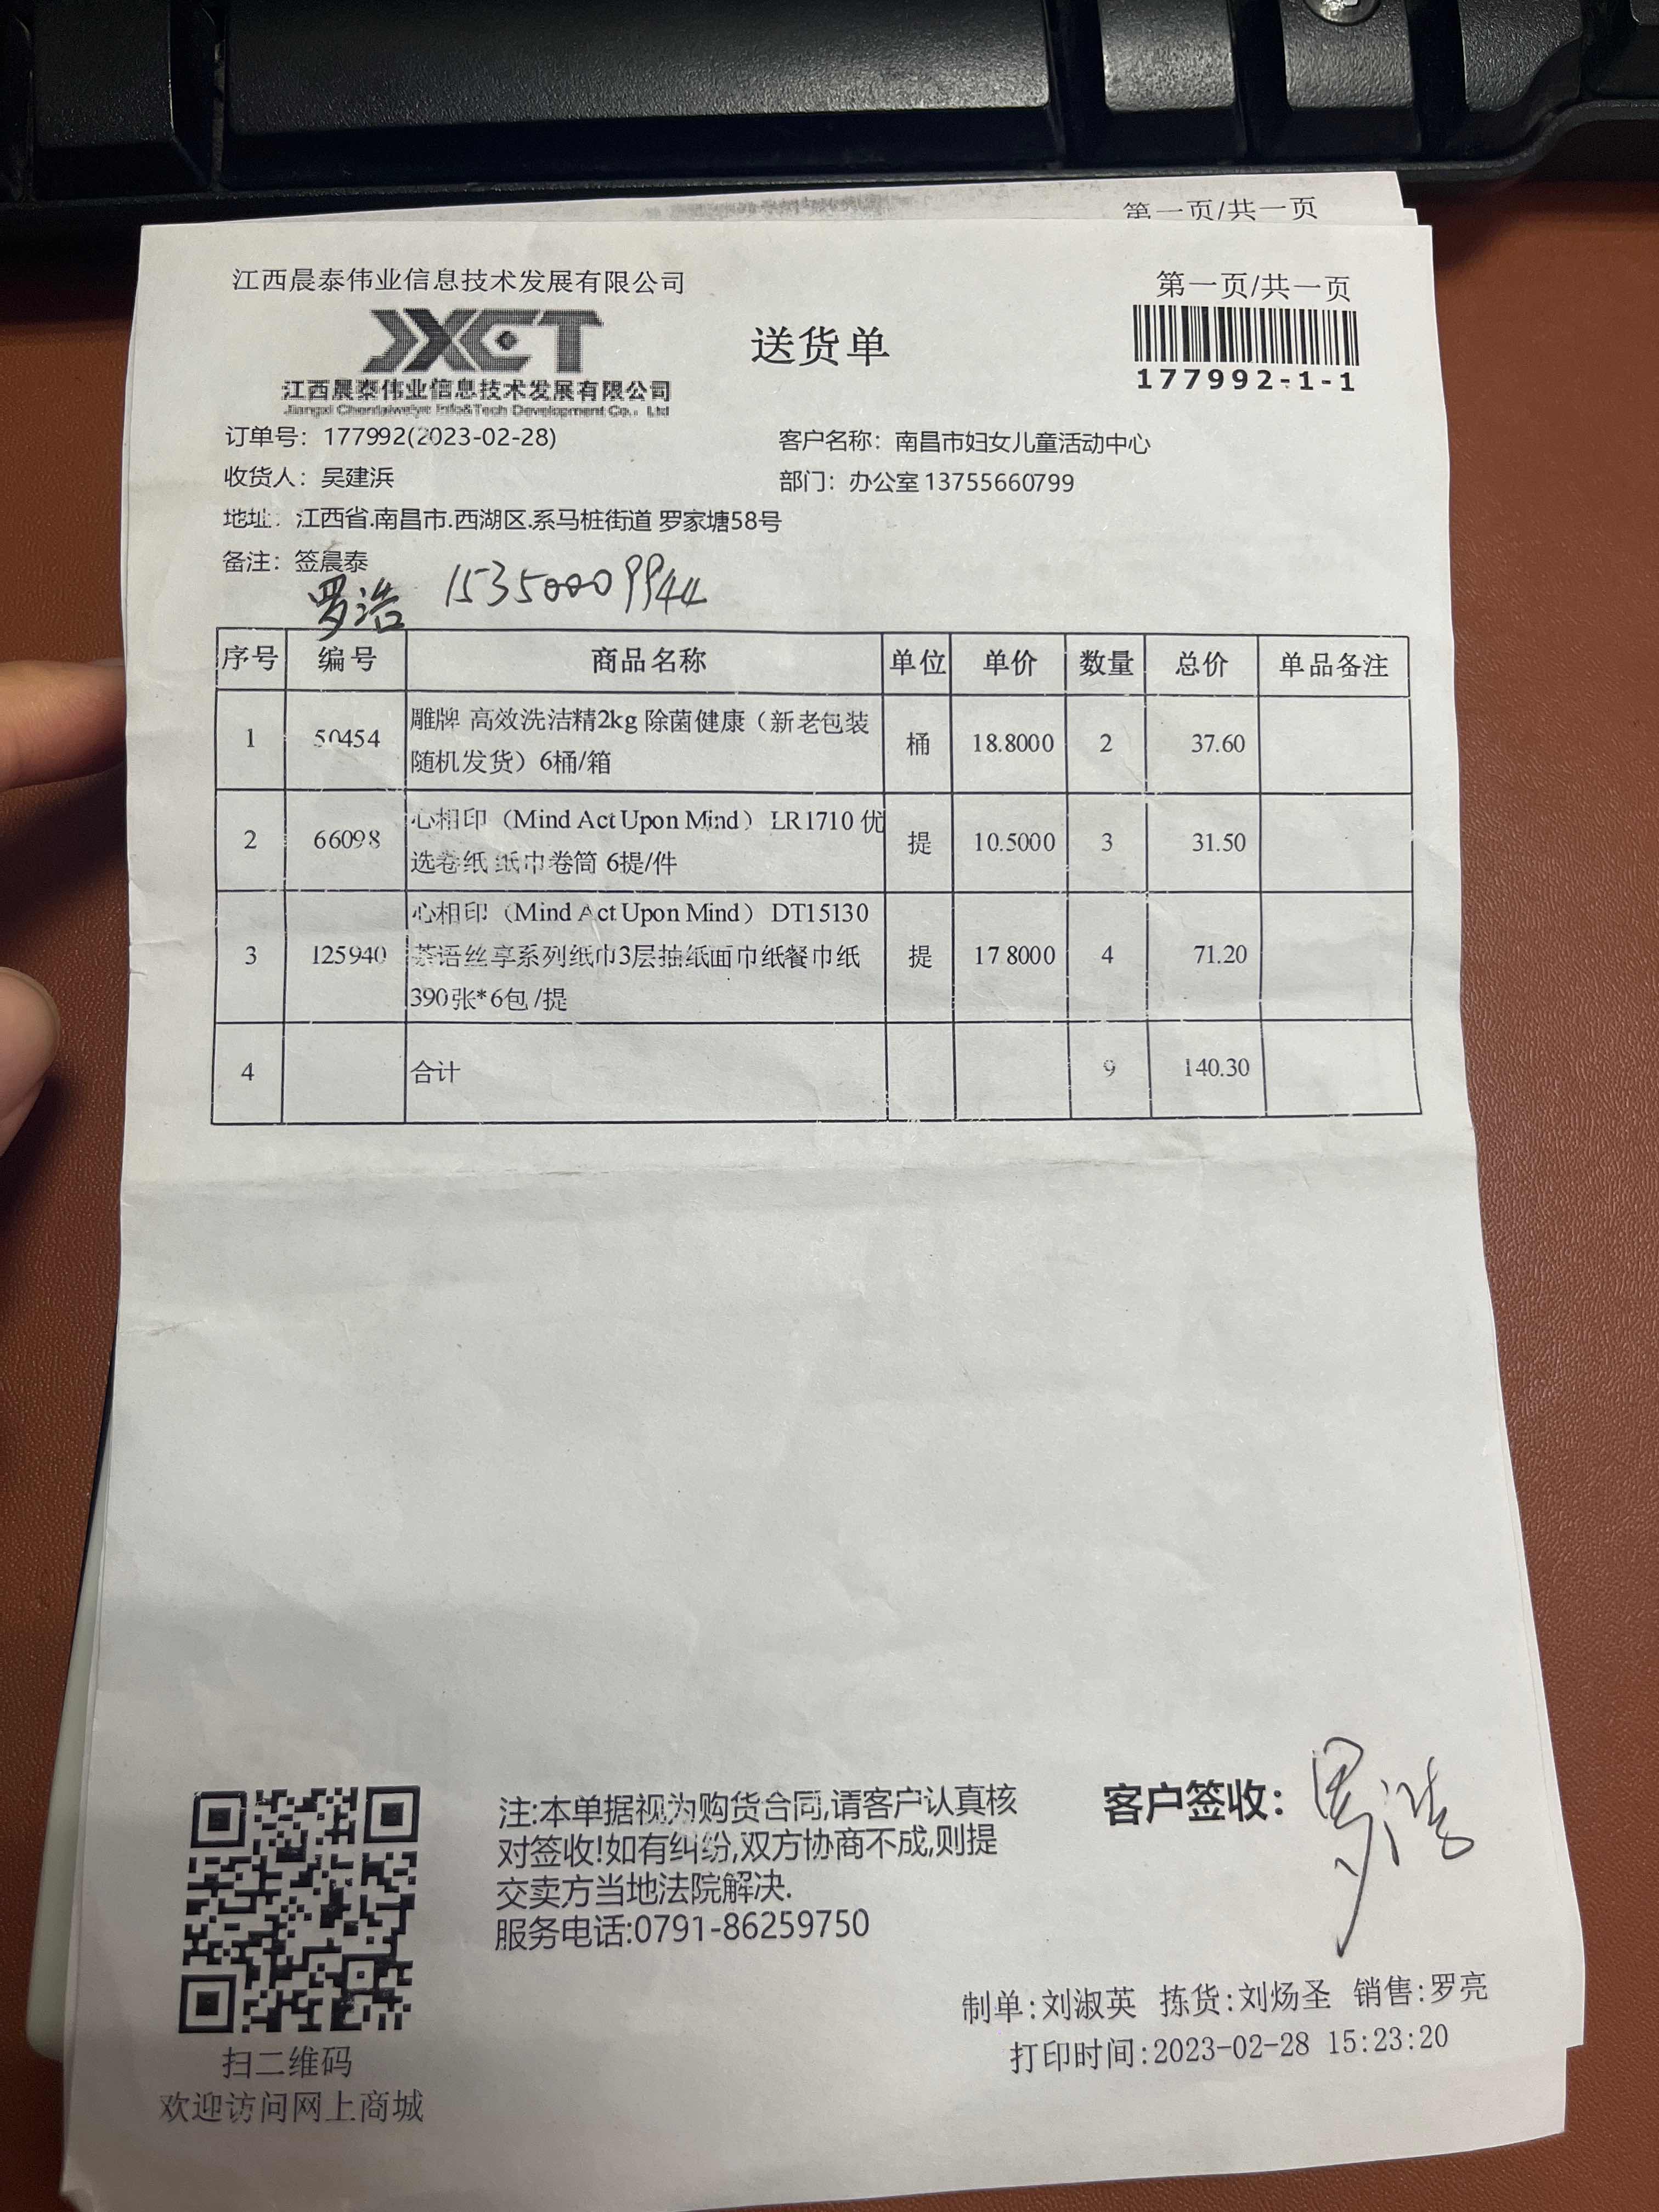 第一页/共一页
江西晨泰伟业信息技术发展有限公司
第一页/共一页
JXCT
送货单
177992-1-1
江西晨泰伟业信息技术发展有限公司
Jiangxi Chentaiweiye Info&Tech Development Co., Ltd
订单号：177992(2023-02-28)
客户名称：南昌市妇女儿童活动中心
收货人：吴建浜
部门：办公室 13755660799
地址：江西省.南昌市.西湖区.系马桩街道 罗家塘58号
备注：签晨泰
罗浩 15350009944
序号 编号 商品名称 单位 单价 数量 总价 单品备注
1 50454 雕牌 高效洗洁精2kg 除菌健康（新老包装
随机发货）6桶/箱 桶 18.8000 2 37.60
2 66098 心相印（Mind Act Upon Mind） LR1710 优
选卷纸 纸巾卷筒 6提/件 提 10.5000 3 31.50
3 125940 心相印（Mind Act Upon Mind） DT15130
茶语丝享系列纸巾3层抽纸面巾纸餐巾纸
390张*6包 /提 提 17.8000 4 71.20
4 合计 9 140.30
注:本单据视为购货合同,请客户认真核
对签收!如有纠纷,双方协商不成,则提
交卖方当地法院解决.
服务电话:0791-86259750
客户签收：罗浩
制单:刘淑英 拣货:刘炀圣 销售:罗亮
打印时间:2023-02-28 15:23:20
扫二维码
欢迎访问网上商城